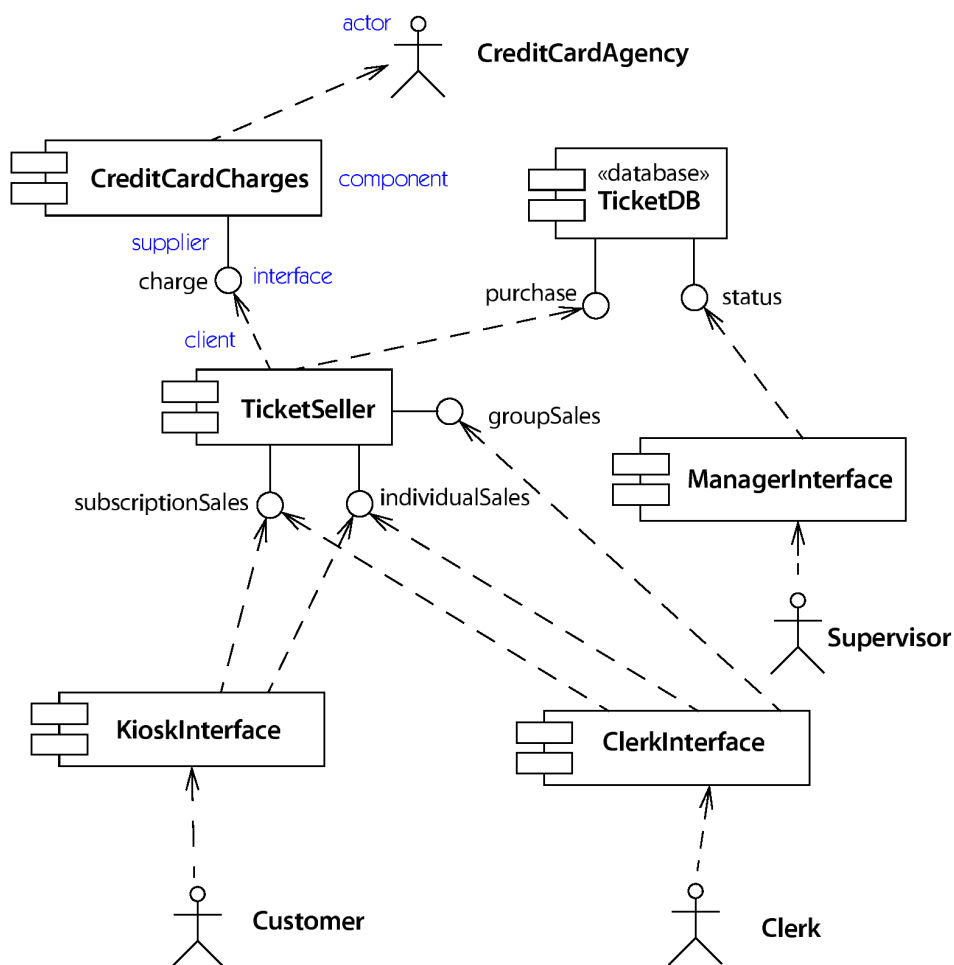 actor
CreditCardAgency
CreditCardCharges
component
«database»
TicketDB
supplier
charge
interface
purchase
status
client
TicketSeller
groupSales
ManagerInterface
subscriptionSales
individualSales
Supervisor
KioskInterface
ClerkInterface
Customer
Clerk